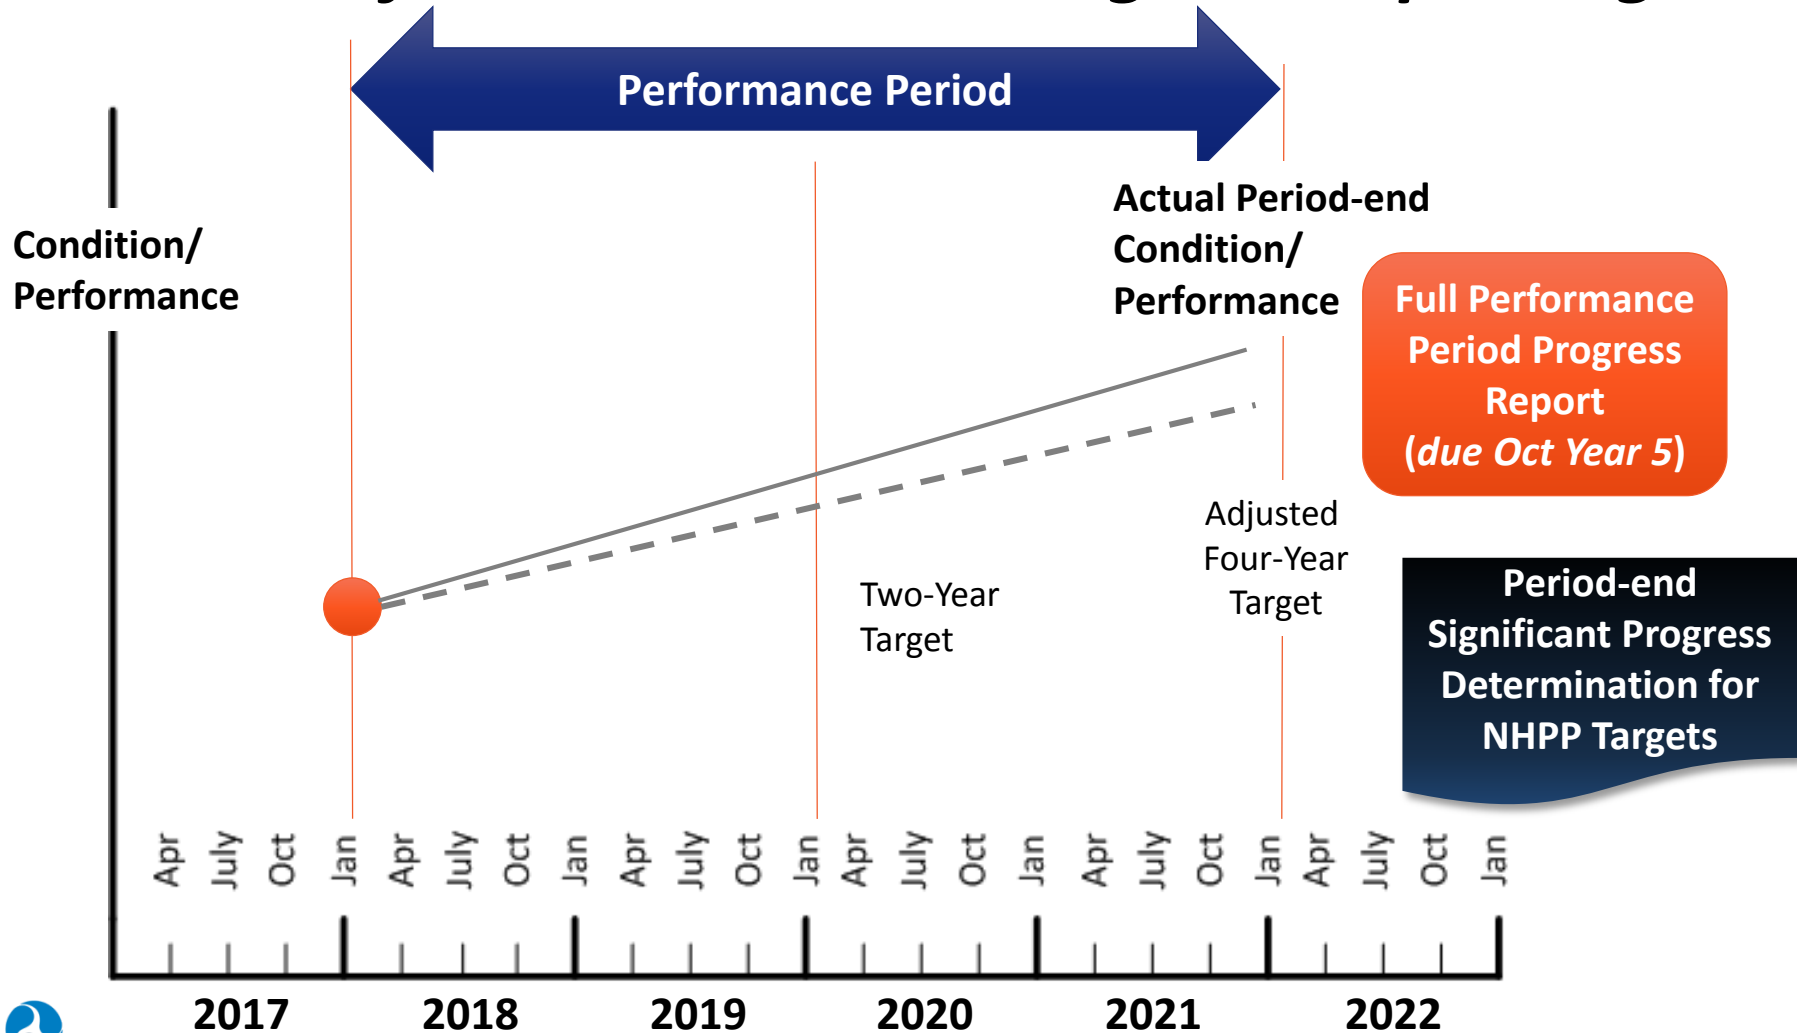 Performance Period
Condition/
Performance
Actual Period-end
Condition/
Performance
Full Performance
Period Progress
Report
(due Oct Year 5)
Adjusted
Four-Year
Target
Two-Year
Target
Period-end
Significant Progress
Determination for
NHPP Targets
Apr July Oct Jan Apr July Oct Jan Apr July Oct Jan Apr July Oct Jan Apr July Oct Jan Apr July Oct Jan
2017 2018 2019 2020 2021 2022